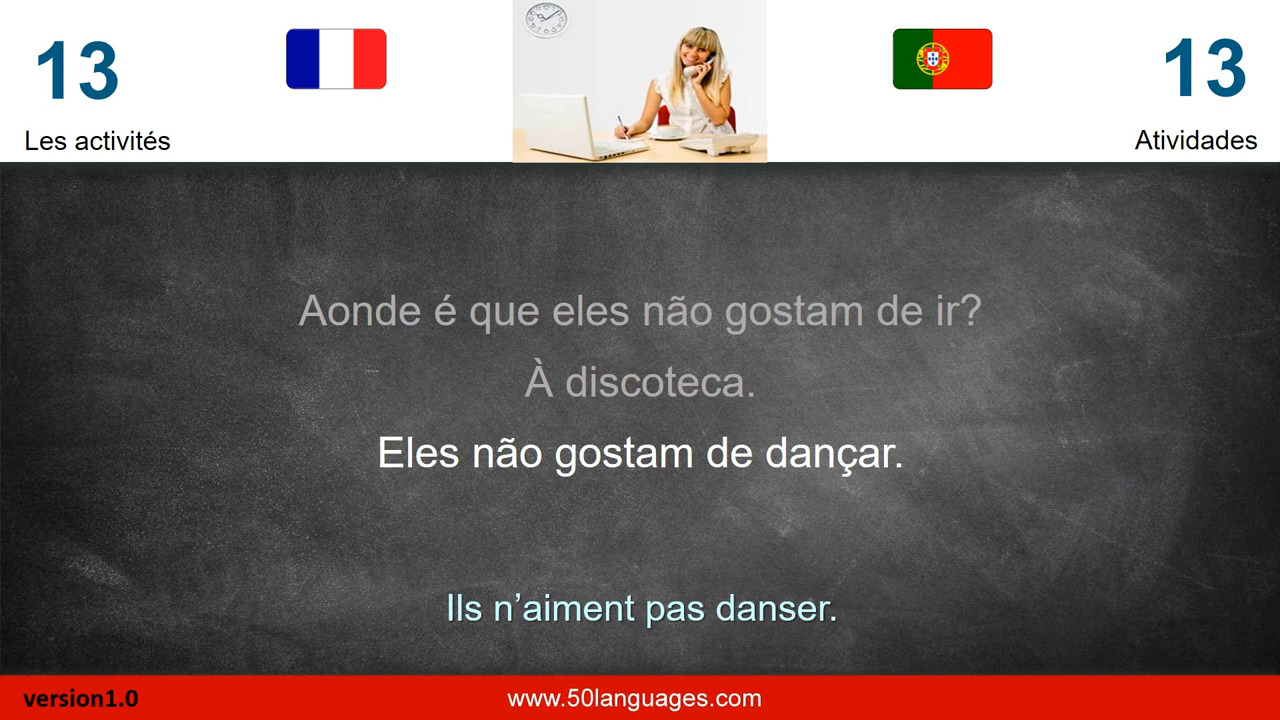 13
13
Les activités
Atividades
Aonde é que eles não gostam de ir?
À discoteca.
Eles não gostam de dançar.
Ils n’aiment pas danser.
version1.0
www.50languages.com